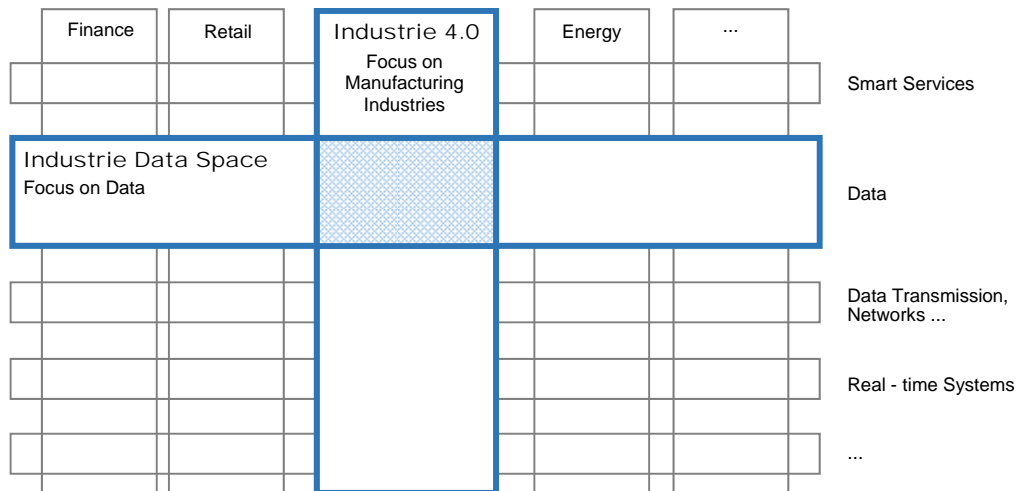 Finance
Retail
Industrie 4.0
Energy
...
Focus on
Manufacturing
Industries
Smart Services
Industrie Data Space
Focus on Data
Data
Data Transmission,
Networks ...
Real - time Systems
...